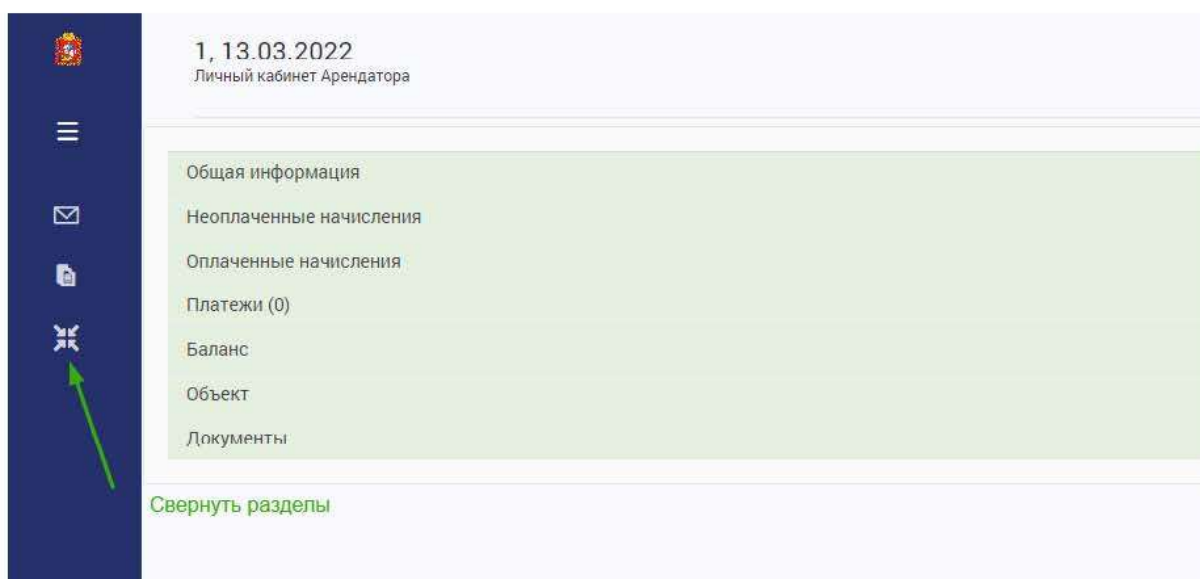 1, 13.03.2022
Личный кабинет Арендатора
Общая информация
Неоплаченные начисления
Оплаченные начисления
Платежи (0)
Баланс
Объект
Документы
Свернуть разделы